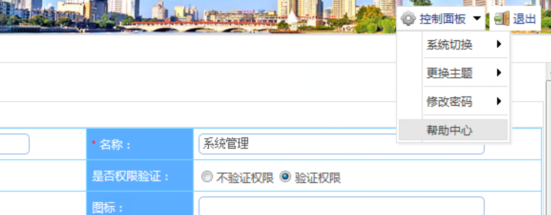 控制面板 退出
系统切换
更换主题
修改密码
帮助中心
* 名称： 系统管理
是否权限验证： 不验证权限 验证权限
图标：